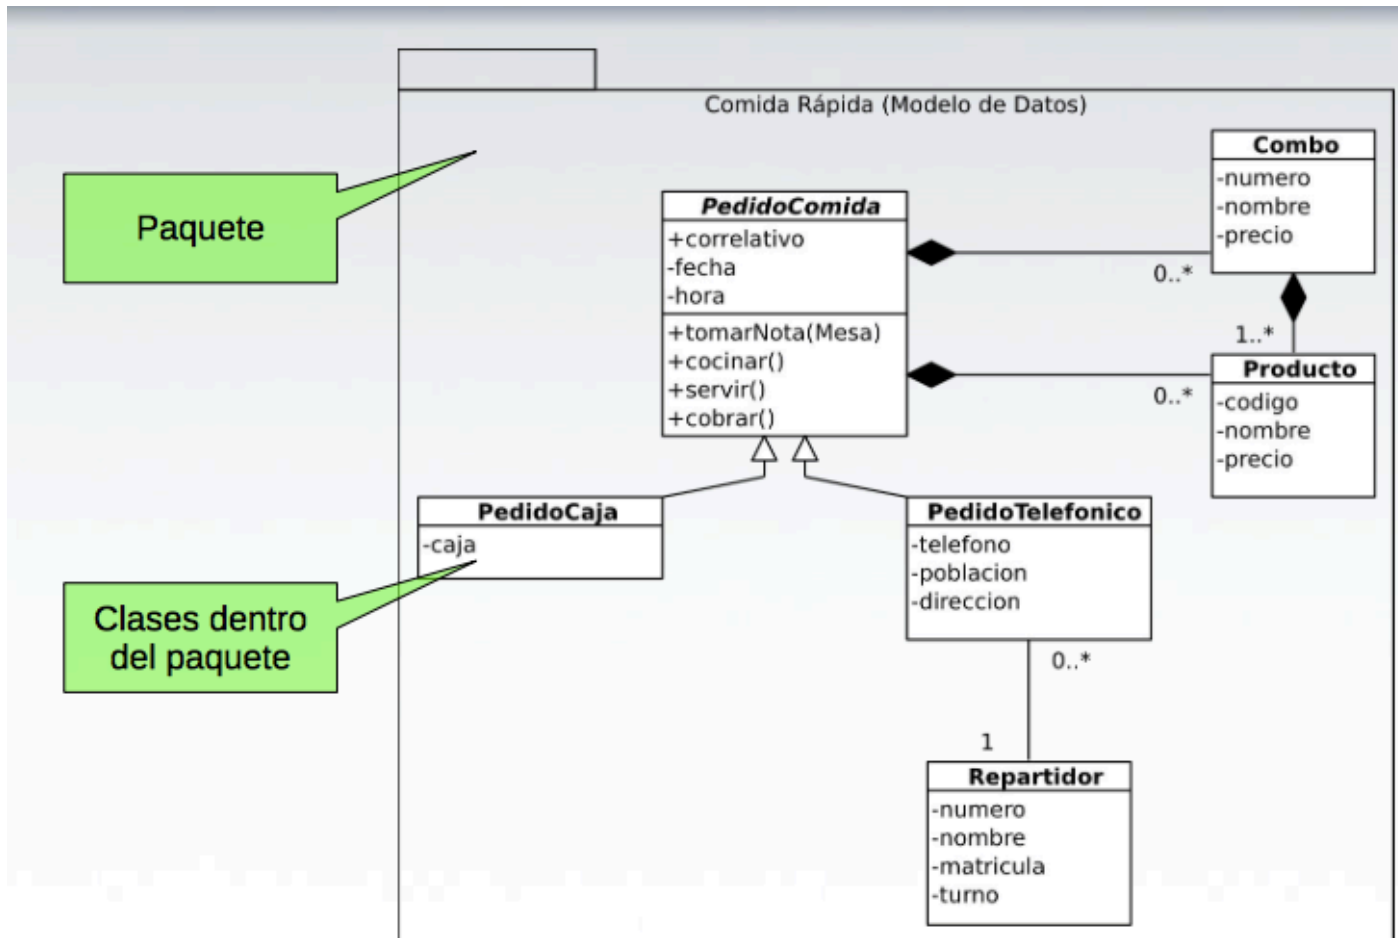 Comida Rápida (Modelo de Datos)
Paquete
Combo
-numero
-nombre
-precio
PedidoComida
+correlativo
-fecha
-hora
+tomarNota(Mesa)
+cocinar()
+servir()
+cobrar()
0..*
1..*
0..*
Producto
-codigo
-nombre
-precio
PedidoCaja
-caja
PedidoTelefonico
-telefono
-poblacion
-direccion
Clases dentro
del paquete
0..*
1
Repartidor
-numero
-nombre
-matricula
-turno